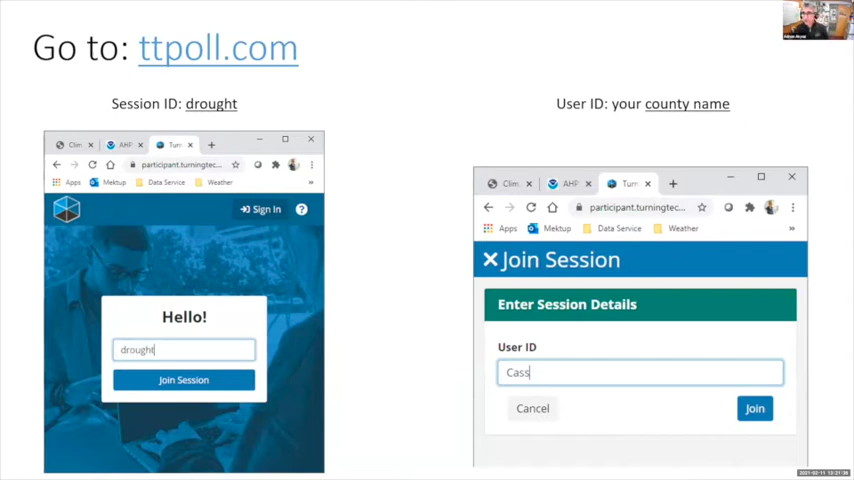 Go to: ttpoll.com
Session ID: drought
User ID: your county name
Clim
AHP
Turn
participant.turningtec...
Apps
Mektup
Data Service
Weather
»
Sign In
?
Hello!
drought
Join Session
Clim
AHP
Turn
participant.turningtec...
Apps
Mektup
Data Service
Weather
»
Join Session
Enter Session Details
User ID
Cass
Cancel
Join
2021-02-11 10:21:36